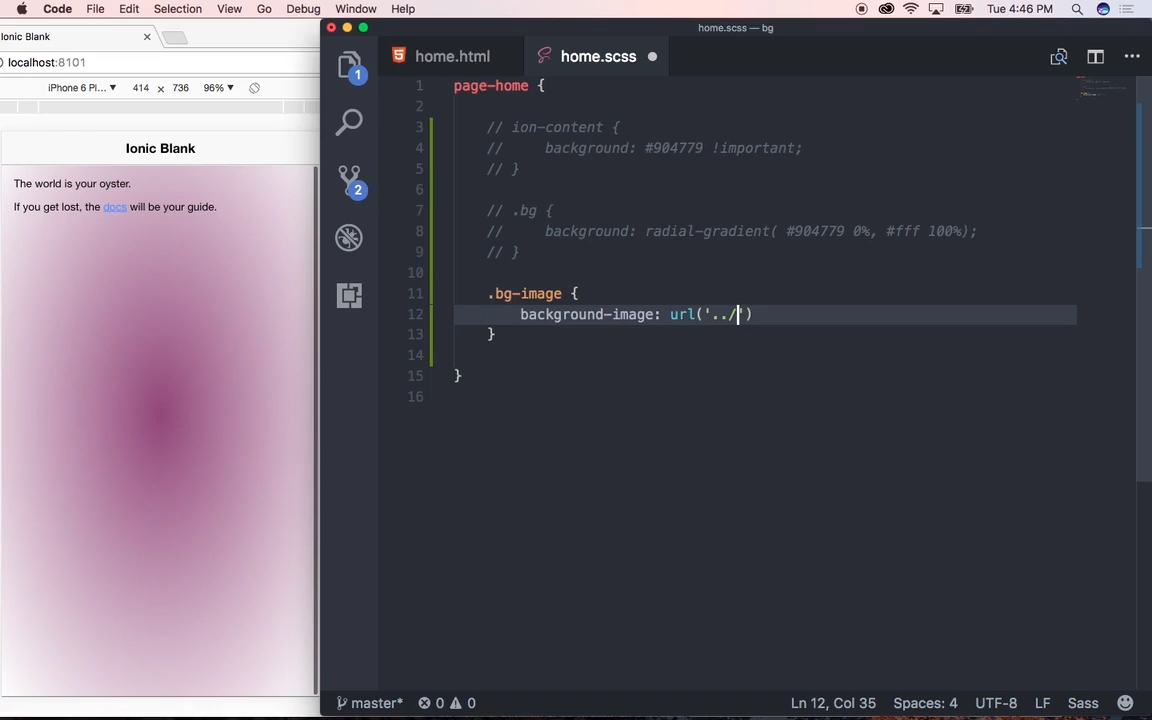 Code File Edit Selection View Go Debug Window Help Tue 4:46 PM
home.scss — bg
Ionic Blank
localhost:8101
iPhone 6 Pl... ▼ 414 × 736 96% ▼
Ionic Blank
The world is your oyster.
If you get lost, the docs will be your guide.
1
2
home.html home.scss
1 page-home {
2
3 // ion-content {
4 // background: #904779 !important;
5 // }
6
7 // .bg {
8 // background: radial-gradient( #904779 0%, #fff 100%);
9 // }
10
11 .bg-image {
12 background-image: url('../')
13 }
14
15 }
16
master* 0 0 Ln 12, Col 35 Spaces: 4 UTF-8 LF Sass